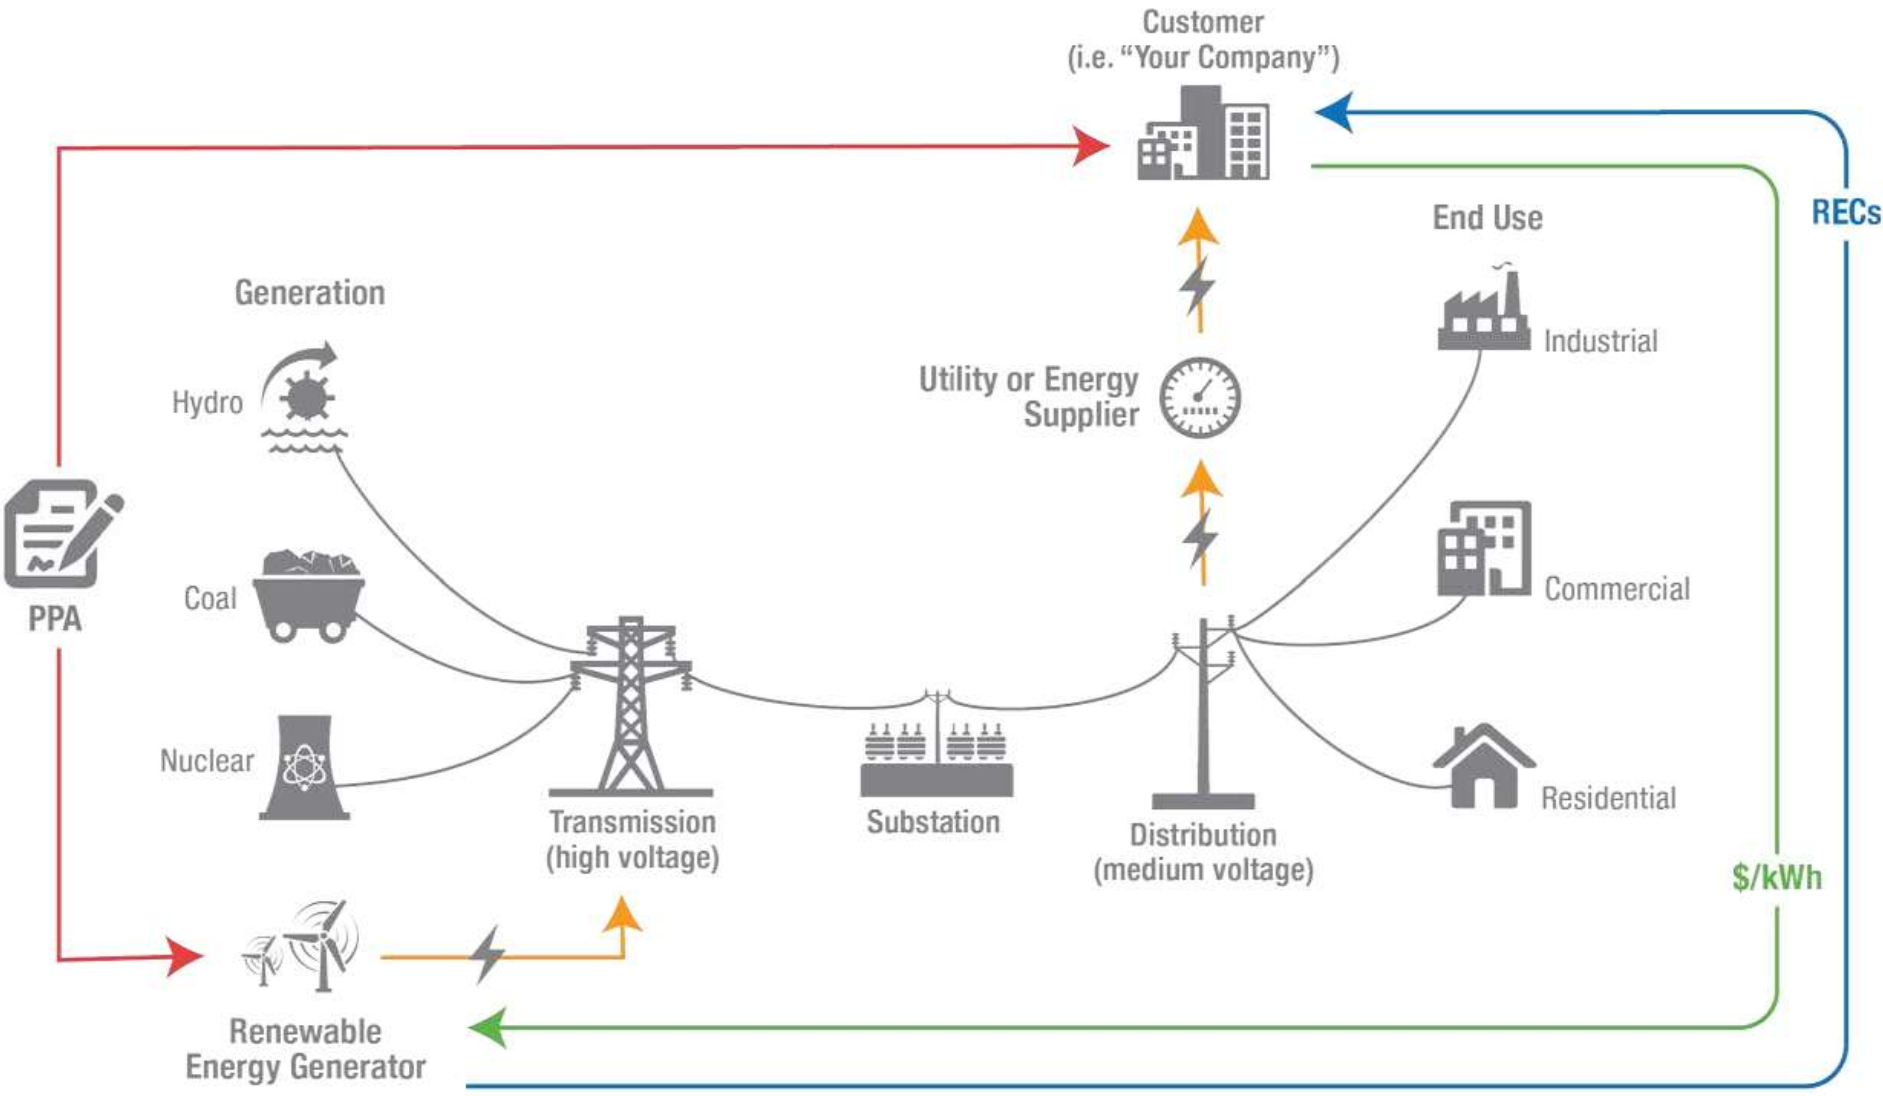 Customer
(i.e. “Your Company”)
RECs
End Use
Generation
Industrial
Hydro
Utility or Energy
Supplier
Commercial
Coal
PPA
Nuclear
Residential
Transmission
(high voltage)
Substation
Distribution
(medium voltage)
$/kWh
Renewable
Energy Generator